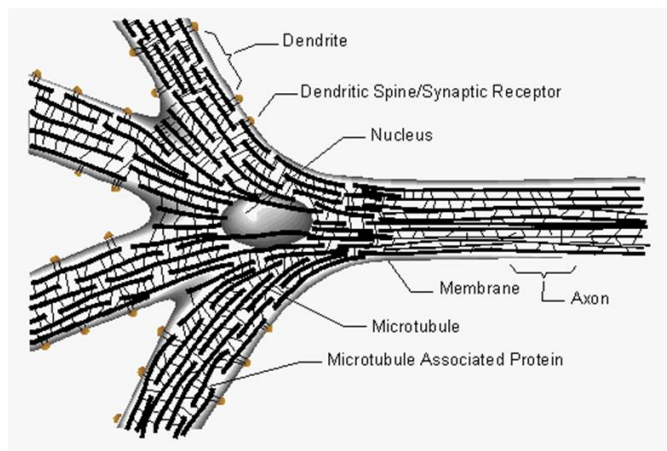 Dendrite
Dendritic Spine/Synaptic Receptor
Nucleus
Membrane
Axon
Microtubule
Microtubule Associated Protein